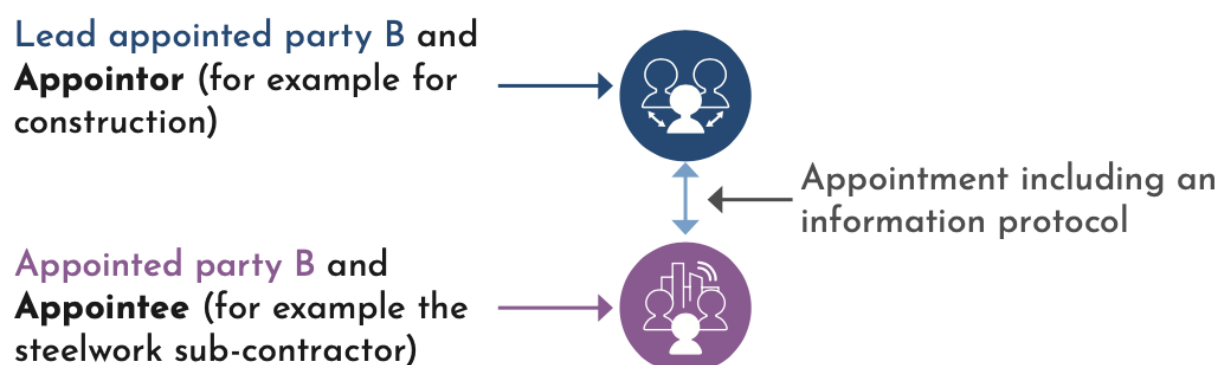 Lead appointed party B and
Appointor (for example for
construction)
Appointment including an
information protocol
Appointed party B and
Appointee (for example the
steelwork sub-contractor)